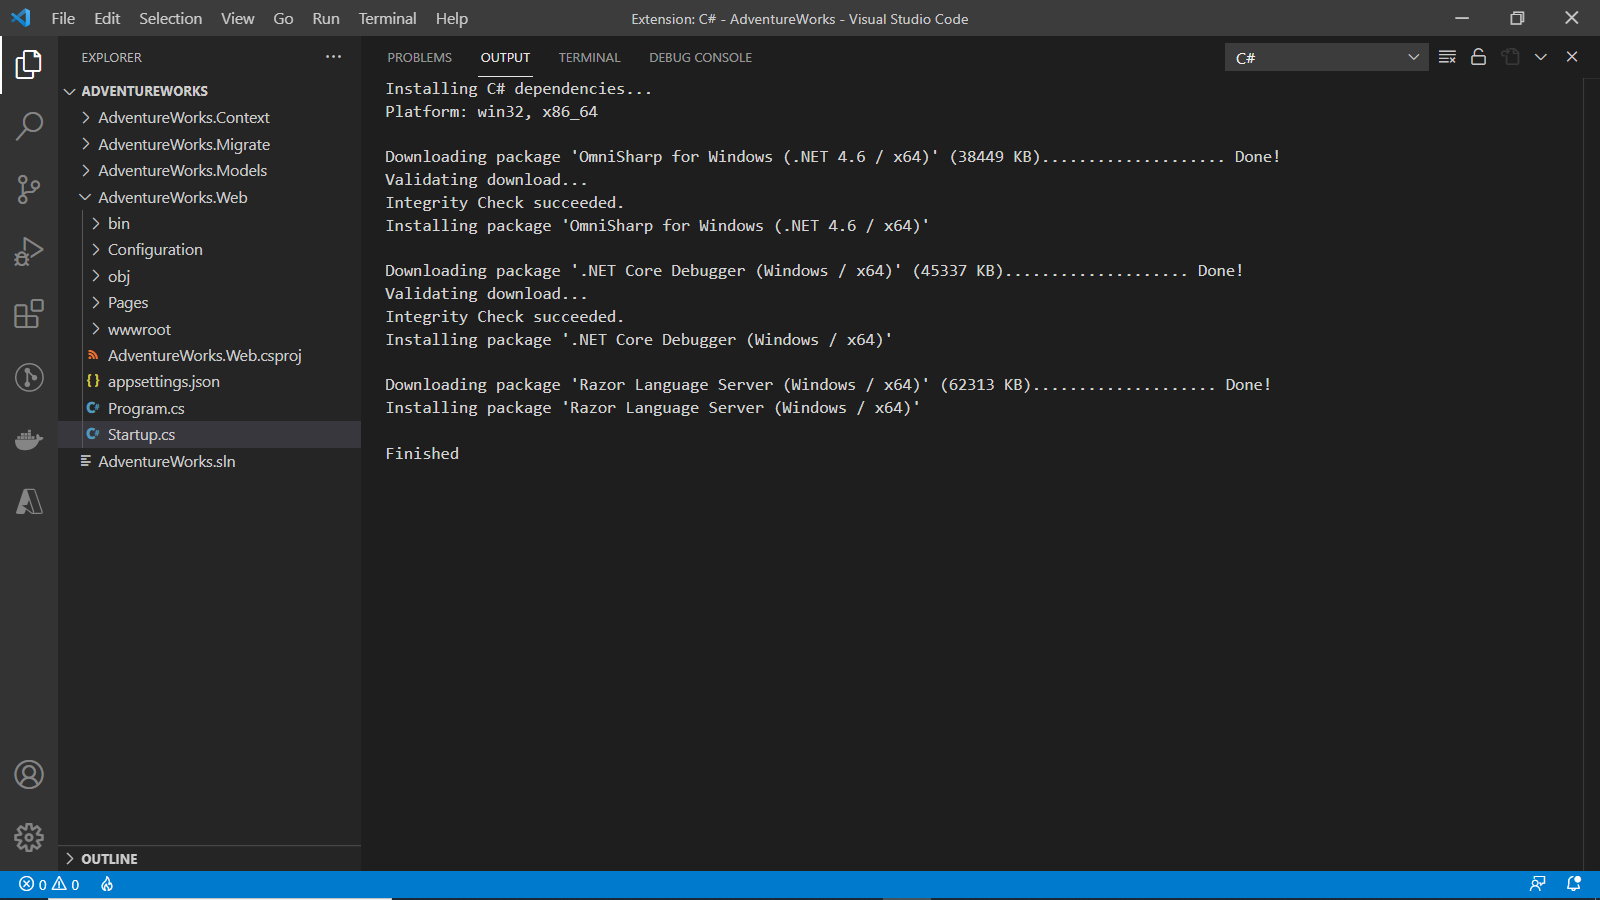 File Edit Selection View Go Run Terminal Help
Extension: C# - AdventureWorks - Visual Studio Code
EXPLORER
ADVENTUREWORKS
AdventureWorks.Context
AdventureWorks.Migrate
AdventureWorks.Models
AdventureWorks.Web
bin
Configuration
obj
Pages
wwwroot
AdventureWorks.Web.csproj
{} appsettings.json
C# Program.cs
C# Startup.cs
AdventureWorks.sln
OUTLINE
PROBLEMS OUTPUT TERMINAL DEBUG CONSOLE
C#
Installing C# dependencies...
Platform: win32, x86_64
Downloading package 'OmniSharp for Windows (.NET 4.6 / x64)' (38449 KB).................... Done!
Validating download...
Integrity Check succeeded.
Installing package 'OmniSharp for Windows (.NET 4.6 / x64)'
Downloading package '.NET Core Debugger (Windows / x64)' (45337 KB).................... Done!
Validating download...
Integrity Check succeeded.
Installing package '.NET Core Debugger (Windows / x64)'
Downloading package 'Razor Language Server (Windows / x64)' (62313 KB).................... Done!
Installing package 'Razor Language Server (Windows / x64)'
Finished
0 0